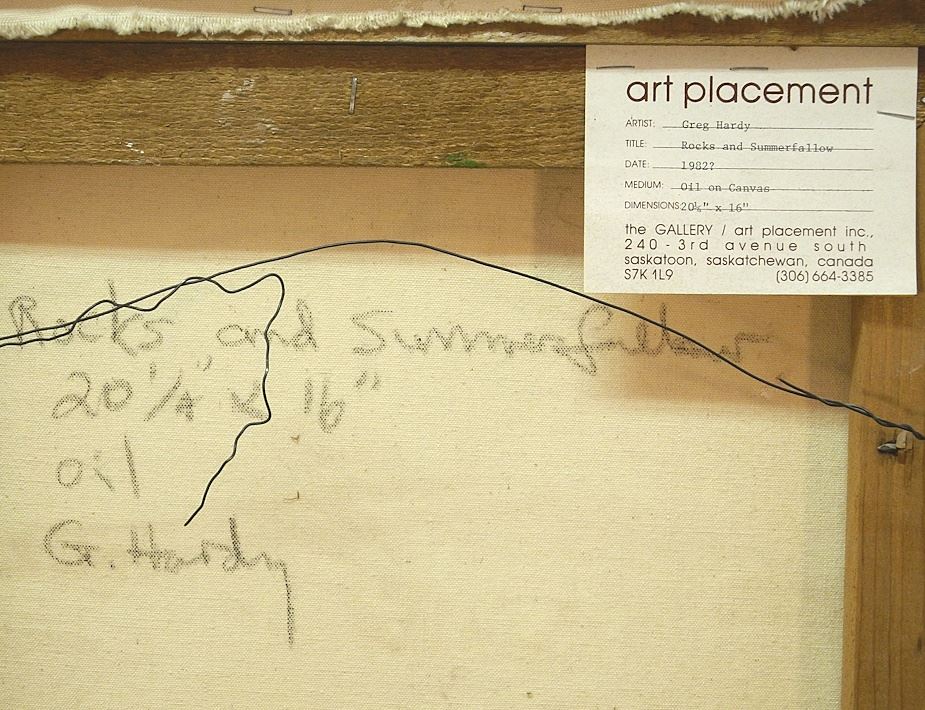 art placement
ARTIST: Greg Hardy
TITLE: Rocks and Summerfallow
DATE: 1982?
MEDIUM: Oil on Canvas
DIMENSIONS: 20¼" x 16"
the GALLERY / art placement inc.,
240 - 3rd avenue south
saskatoon, saskatchewan, canada
S7K 1L9 (306) 664-3385
Rocks and Summerfallow
20 1/4" x 16"
oil
G. Hardy